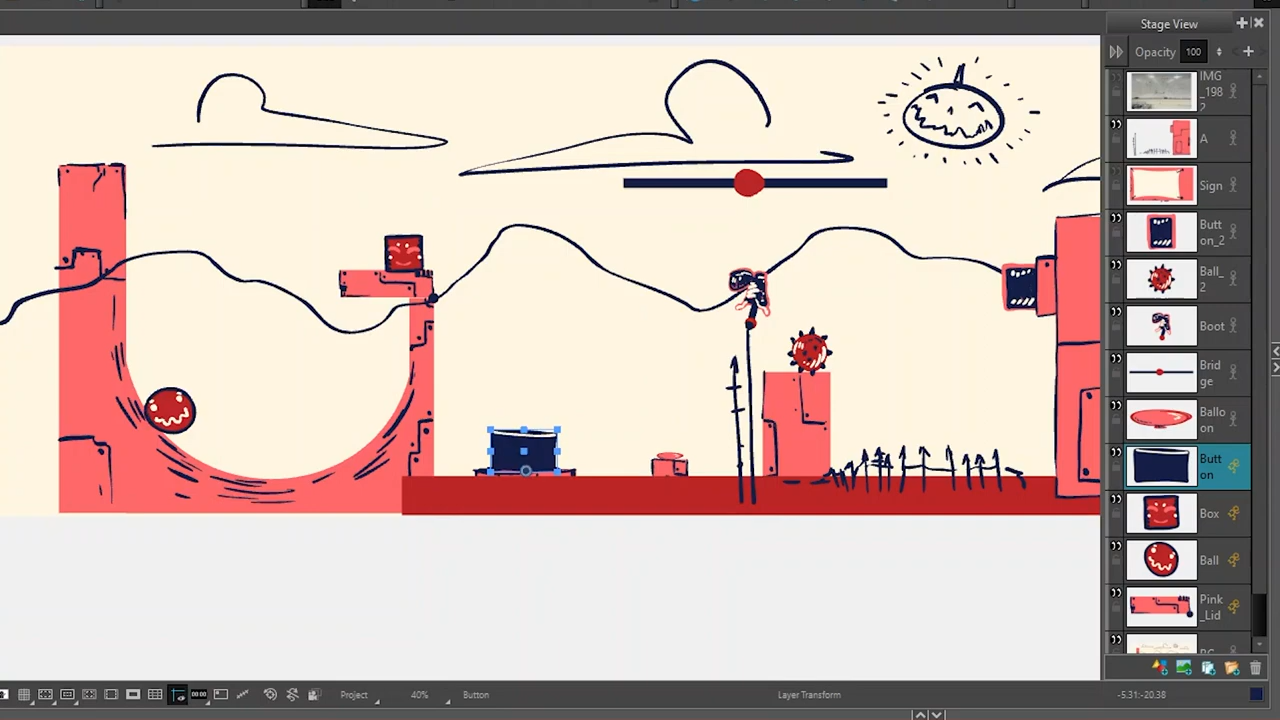 Stage View
Opacity 100
IMG
_198
2
A
Sign
Butt
on_2
Ball_
2
Boot
Brid
ge
Ballo
on
Butt
on
Box
Ball
Pink
_Lid
Project 40% Button Layer Transform -5.31:-20.38